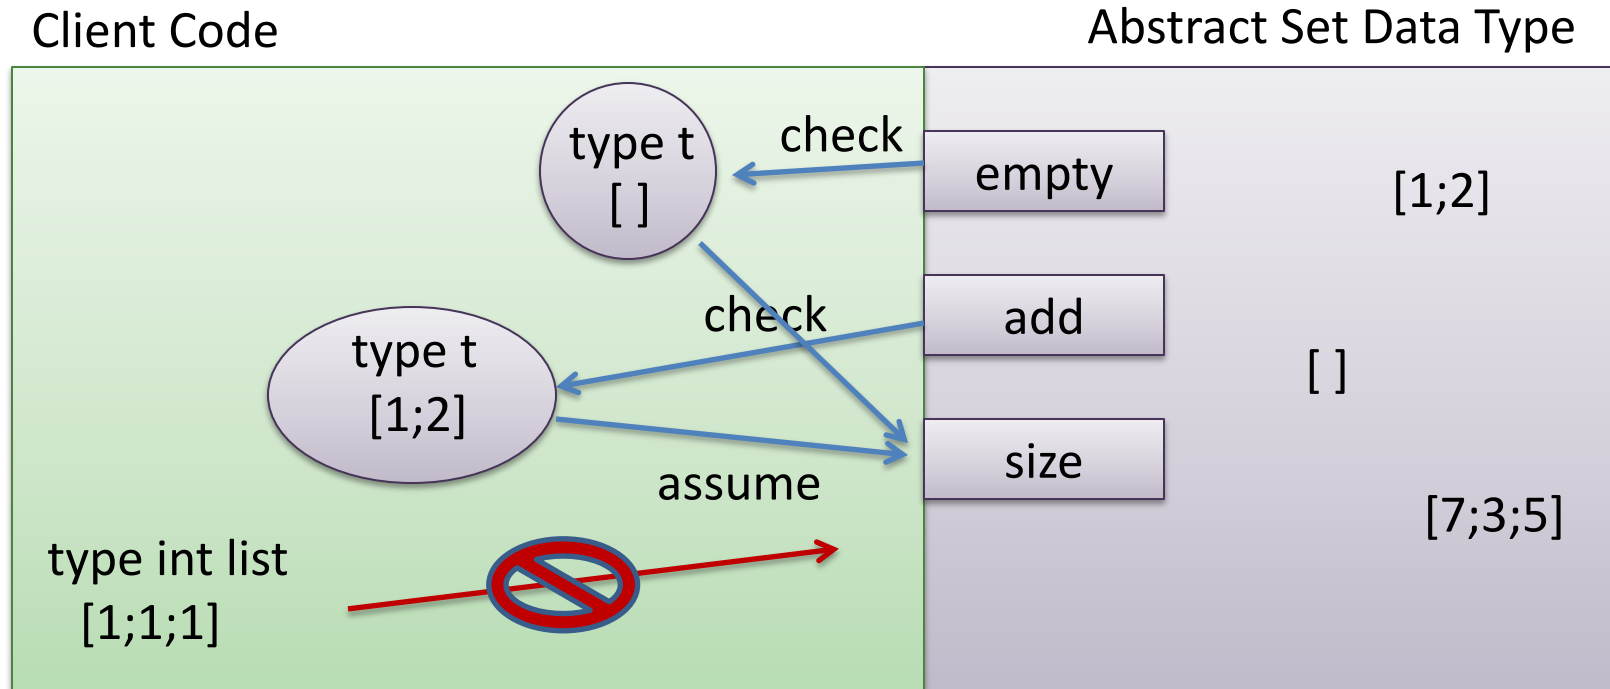 Client Code
Abstract Set Data Type
type t
[ ]
check
empty
[1;2]
check
add
type t
[1;2]
[ ]
size
assume
[7;3;5]
type int list
[1;1;1]